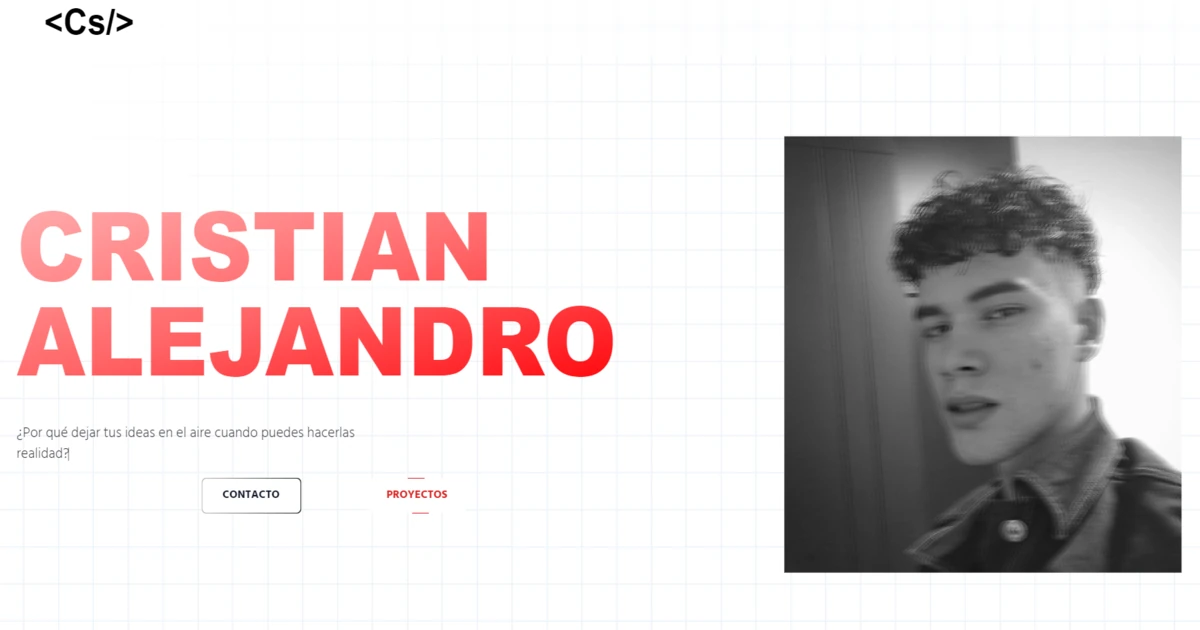 <Cs/>
CRISTIAN
ALEJANDRO
¿Por qué dejar tus ideas en el aire cuando puedes hacerlas
realidad?
CONTACTO
PROYECTOS